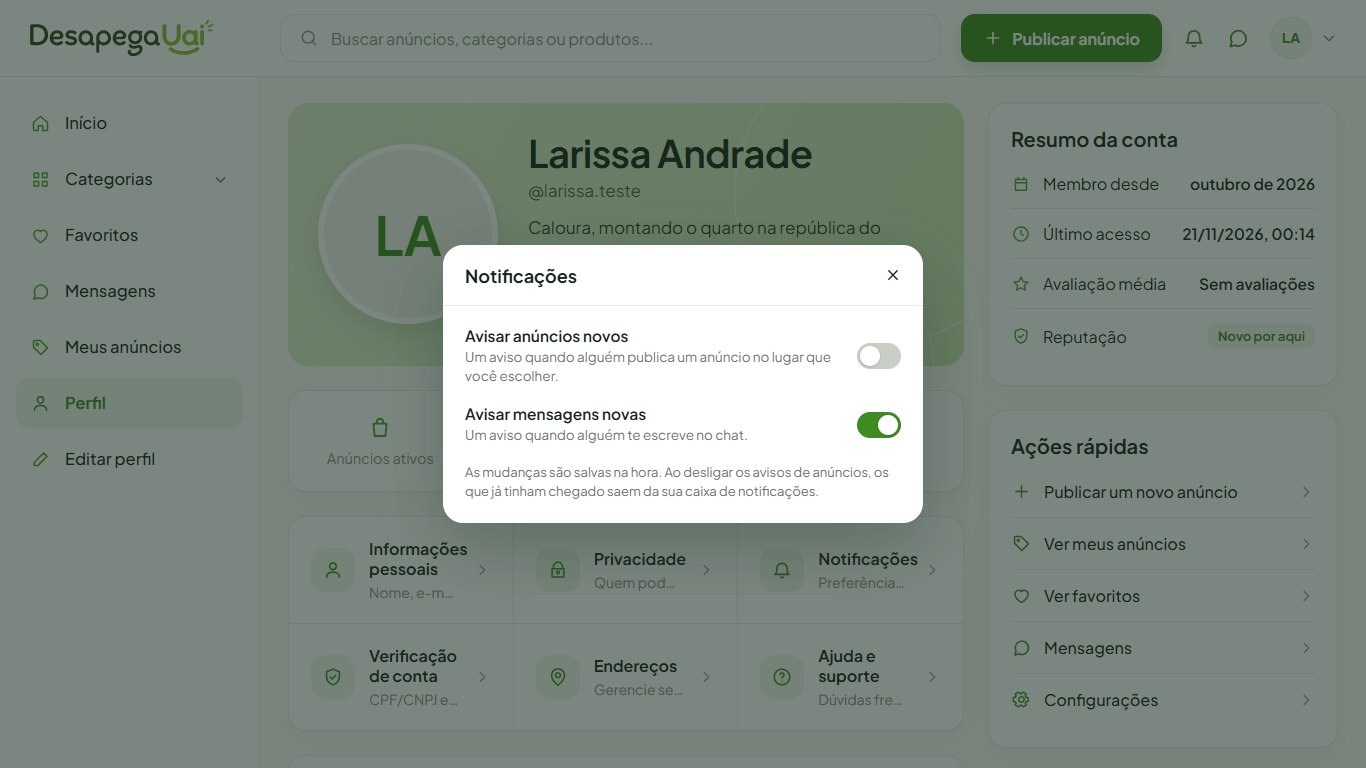 DesapegaUai
Buscar anúncios, categorias ou produtos...
Publicar anúncio
LA
Início
Categorias
Favoritos
Mensagens
Meus anúncios
Perfil
Editar perfil
LA
Larissa Andrade
@larissa.teste
Caloura, montando o quarto na república do
Anúncios ativos
Notificações
Avisar anúncios novos
Um aviso quando alguém publica um anúncio no lugar que
você escolher.
Avisar mensagens novas
Um aviso quando alguém te escreve no chat.
As mudanças são salvas na hora. Ao desligar os avisos de anúncios, os
que já tinham chegado saem da sua caixa de notificações.
Informações
pessoais
Nome, e-m...
Privacidade
Quem pod...
Notificações
Preferência...
Verificação
de conta
CPF/CNPJ e...
Endereços
Gerencie se...
Ajuda e
suporte
Dúvidas fre...
Resumo da conta
Membro desde outubro de 2026
Último acesso 21/11/2026, 00:14
Avaliação média Sem avaliações
Reputação Novo por aqui
Ações rápidas
Publicar um novo anúncio
Ver meus anúncios
Ver favoritos
Mensagens
Configurações